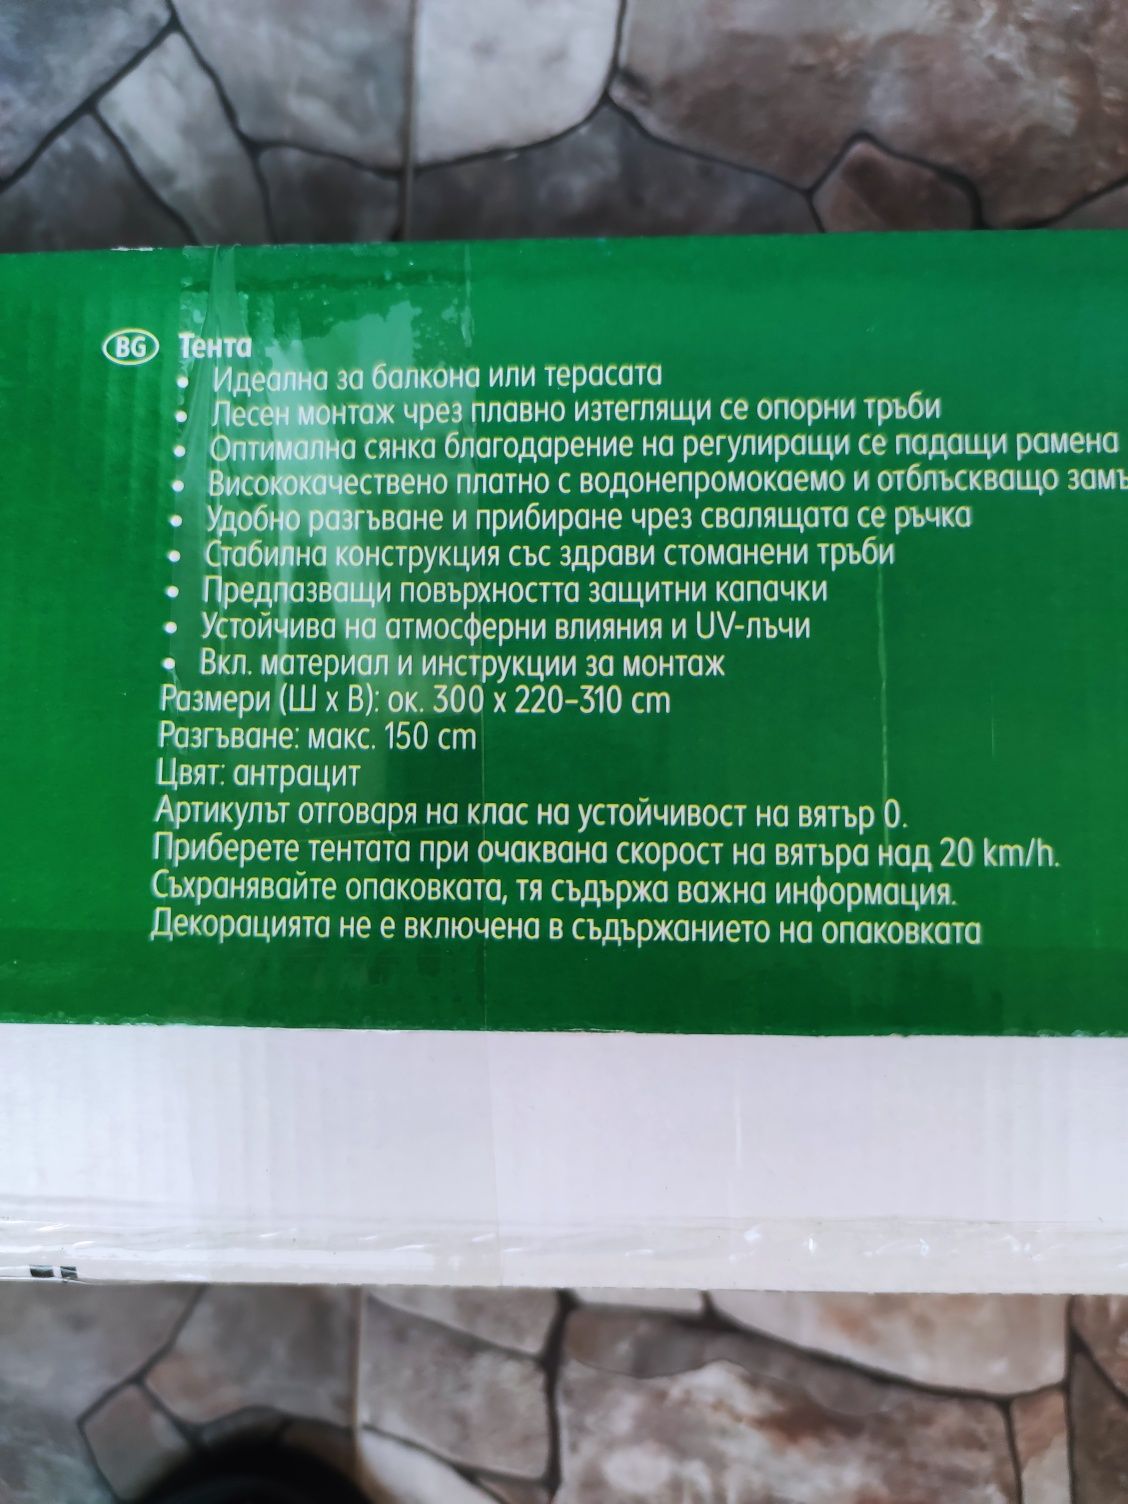 BG Тента
• Идеална за балкона или терасата
• Лесен монтаж чрез плавно изтеглящи се опорни тръби
• Оптимална сянка благодарение на регулиращи се падащи рамена
• Висококачествено платно с водонепромокаемо и отблъскващо замъ
• Удобно разгъване и прибиране чрез свалящата се ръчка
• Стабилна конструкция със здрави стоманени тръби
• Предпазващи повърхността защитни капачки
• Устойчива на атмосферни влияния и UV-лъчи
• Вкл. материал и инструкции за монтаж
Размери (Ш x В): ок. 300 x 220–310 cm
Разгъване: макс. 150 cm
Цвят: антрацит
Артикулът отговаря на клас на устойчивост на вятър 0.
Приберете тентата при очаквана скорост на вятъра над 20 km/h.
Съхранявайте опаковката, тя съдържа важна информация.
Декорацията не е включена в съдържанието на опаковката